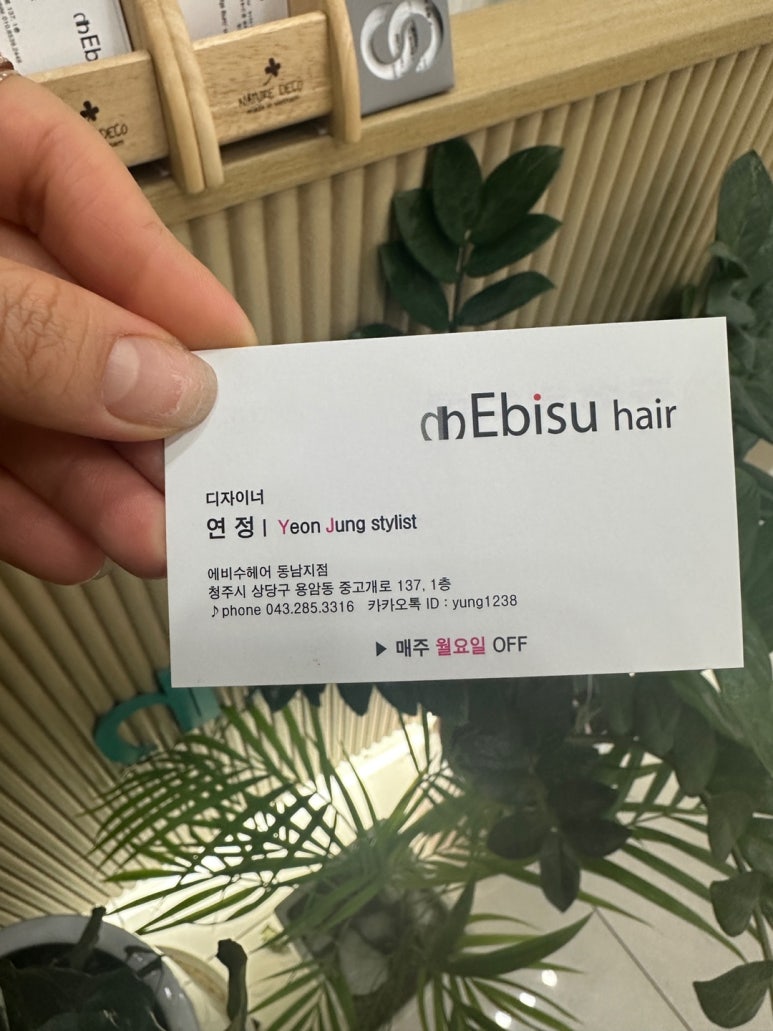 Eb
NATURE DECO
DECO
Ebisu hair
디자이너
연 정 | Yeon Jung stylist
에비수헤어 동남지점
청주시 상당구 용암동 중고개로 137, 1층
♪phone 043.285.3316 카카오톡 ID : yung1238
▶ 매주 월요일 OFF